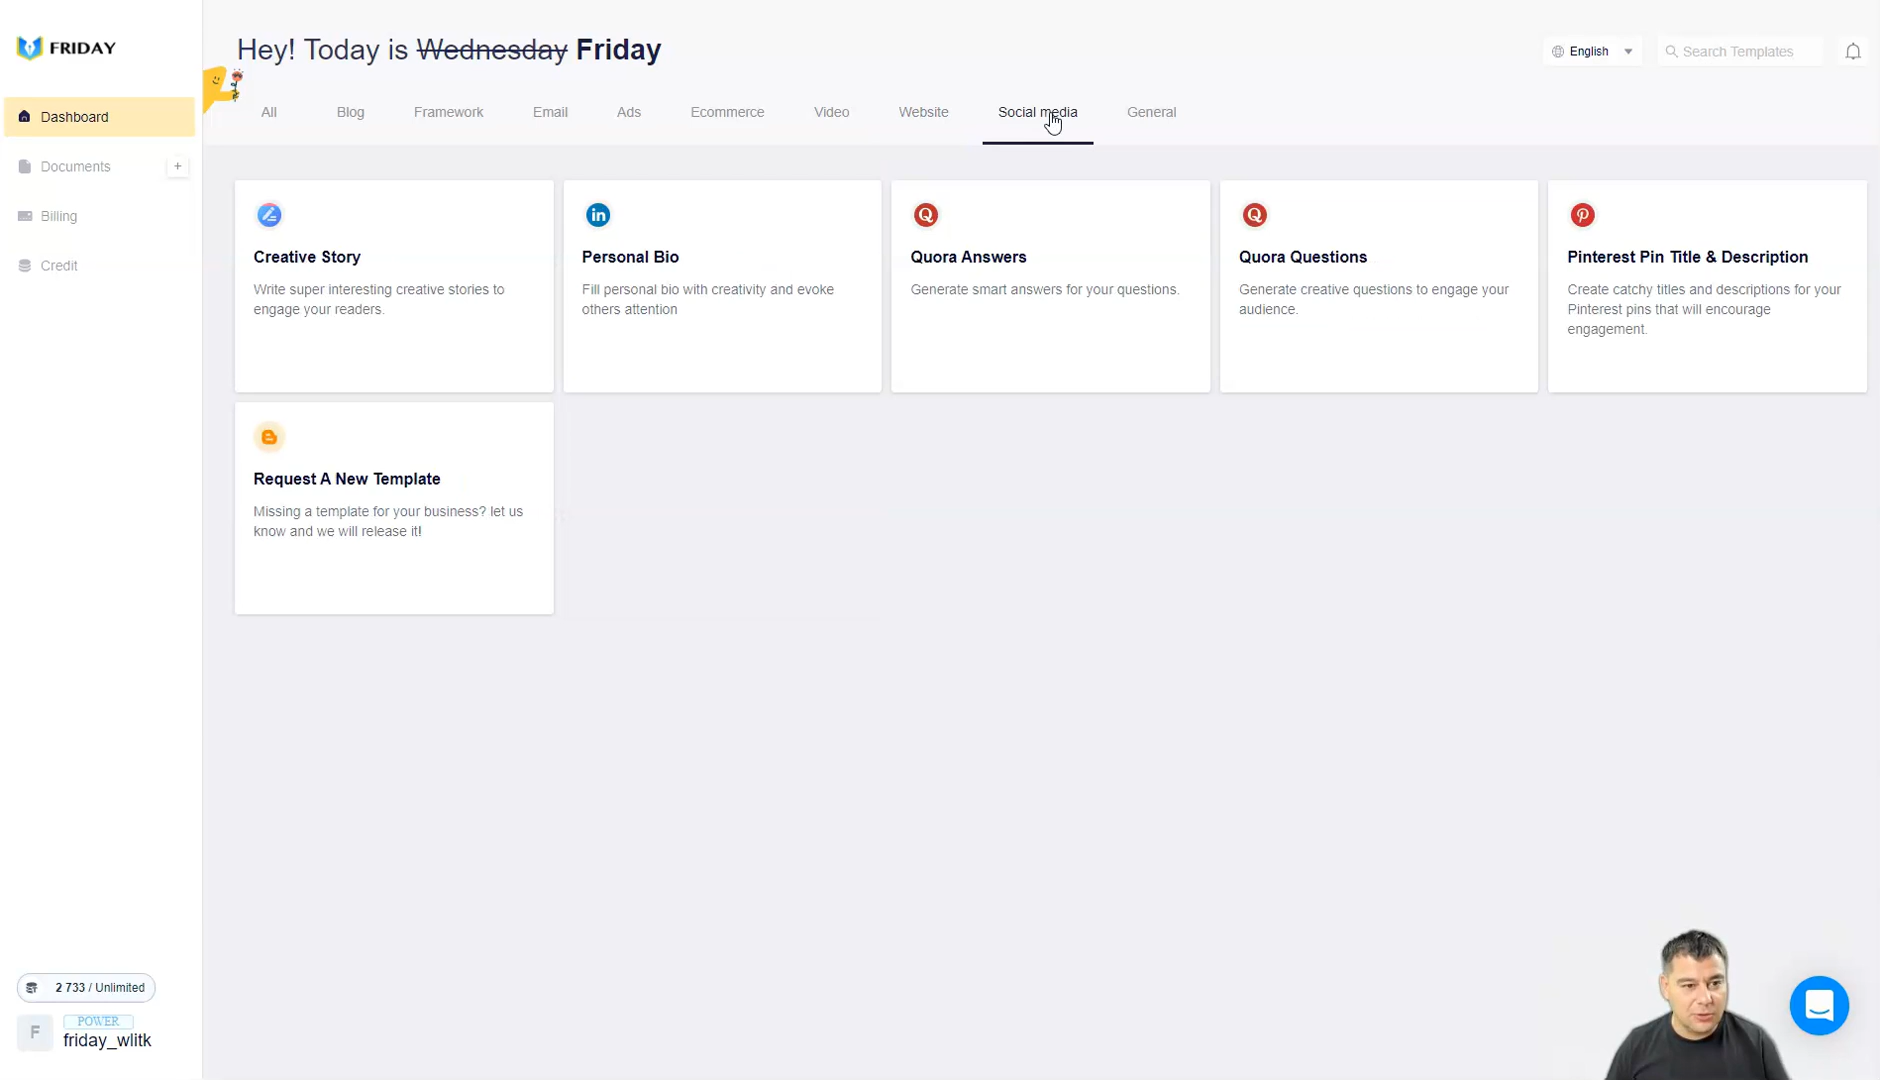 FRIDAY
Hey! Today is Wednesday Friday
English
Search Templates
Dashboard
Documents
+
Billing
Credit
All
Blog
Framework
Email
Ads
Ecommerce
Video
Website
Social media
General
Creative Story
Write super interesting creative stories to
engage your readers.
in
Personal Bio
Fill personal bio with creativity and evoke
others attention
Q
Quora Answers
Generate smart answers for your questions.
Q
Quora Questions
Generate creative questions to engage your
audience.
Pinterest Pin Title & Description
Create catchy titles and descriptions for your
Pinterest pins that will encourage
engagement.
Request A New Template
Missing a template for your business? let us
know and we will release it!
2 733 / Unlimited
F
POWER
friday_wlitk